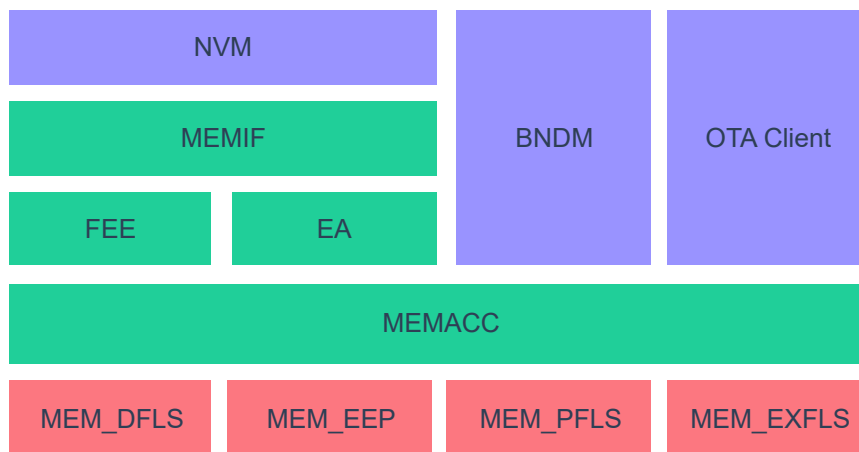 NVM
BNDM
OTA Client
MEMIF
FEE
EA
MEMACC
MEM_DFLS
MEM_EEP
MEM_PFLS
MEM_EXFLS